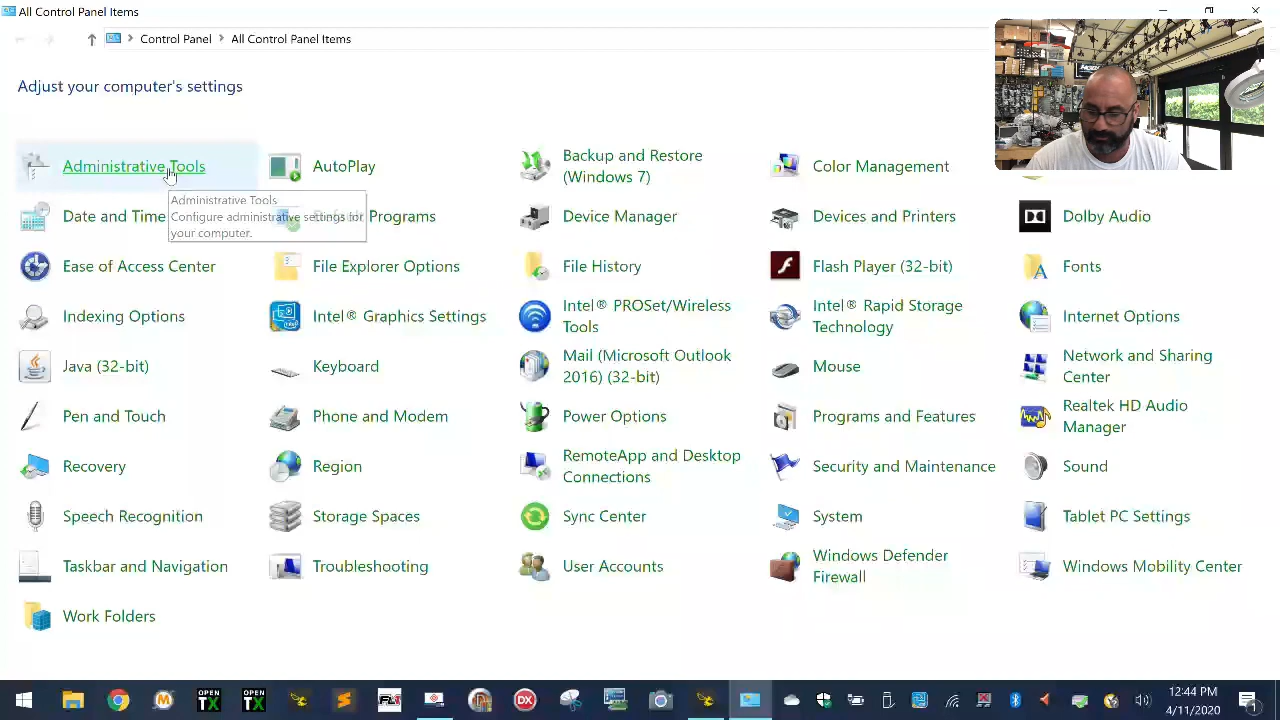 All Control Panel Items
Control Panel
All Control Panel Items
Adjust your computer's settings
Administrative Tools
AutoPlay
Backup and Restore
(Windows 7)
Color Management
Administrative Tools
Configure administrative settings for
your computer.
Date and Time
Programs
Device Manager
Devices and Printers
Dolby Audio
Ease of Access Center
File Explorer Options
File History
Flash Player (32-bit)
Fonts
Indexing Options
Intel® Graphics Settings
Intel® PROSet/Wireless
Tools
Intel® Rapid Storage
Technology
Internet Options
Java (32-bit)
Keyboard
Mail (Microsoft Outlook
2016) (32-bit)
Mouse
Network and Sharing
Center
Pen and Touch
Phone and Modem
Power Options
Programs and Features
Realtek HD Audio
Manager
Recovery
Region
RemoteApp and Desktop
Connections
Security and Maintenance
Sound
Speech Recognition
Storage Spaces
Sync Center
System
Tablet PC Settings
Taskbar and Navigation
Troubleshooting
User Accounts
Windows Defender
Firewall
Windows Mobility Center
Work Folders
OPEN
TX
OPEN
TX
DX
12:44 PM
4/11/2020
1